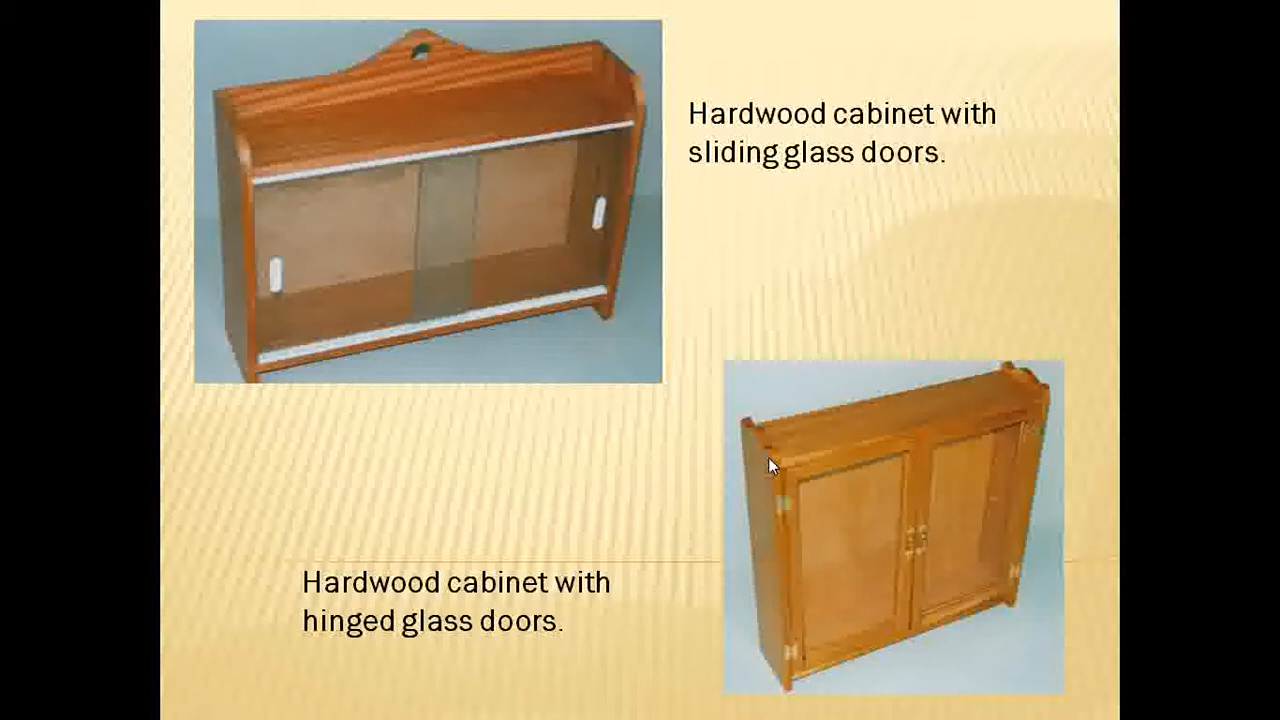 Hardwood cabinet with
sliding glass doors.
Hardwood cabinet with
hinged glass doors.